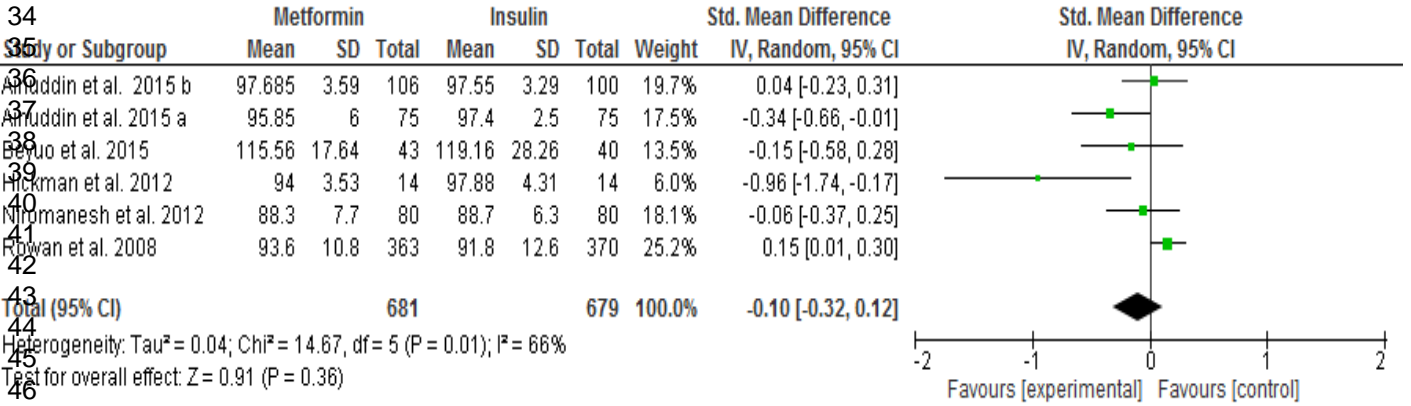 34 Metformin Insulin Std. Mean Difference Std. Mean Difference
35 Study or Subgroup Mean SD Total Mean SD Total Weight IV, Random, 95% CI IV, Random, 95% CI
36 Ainuddin et al. 2015 b 97.685 3.59 106 97.55 3.29 100 19.7% 0.04 [-0.23, 0.31]
37 Ainuddin et al. 2015 a 95.85 6 75 97.4 2.5 75 17.5% -0.34 [-0.66, -0.01]
38 Beyuo et al. 2015 115.56 17.64 43 119.16 28.26 40 13.5% -0.15 [-0.58, 0.28]
39 Hickman et al. 2012 94 3.53 14 97.88 4.31 14 6.0% -0.96 [-1.74, -0.17]
40 Niromanesh et al. 2012 88.3 7.7 80 88.7 6.3 80 18.1% -0.06 [-0.37, 0.25]
41 Rowan et al. 2008 93.6 10.8 363 91.8 12.6 370 25.2% 0.15 [0.01, 0.30]
42
43 Total (95% CI) 681 679 100.0% -0.10 [-0.32, 0.12]
44
Heterogeneity: Tau² = 0.04; Chi² = 14.67, df = 5 (P = 0.01); I² = 66%
45
Test for overall effect: Z = 0.91 (P = 0.36)
46
-2 -1 0 1 2
Favours [experimental] Favours [control]